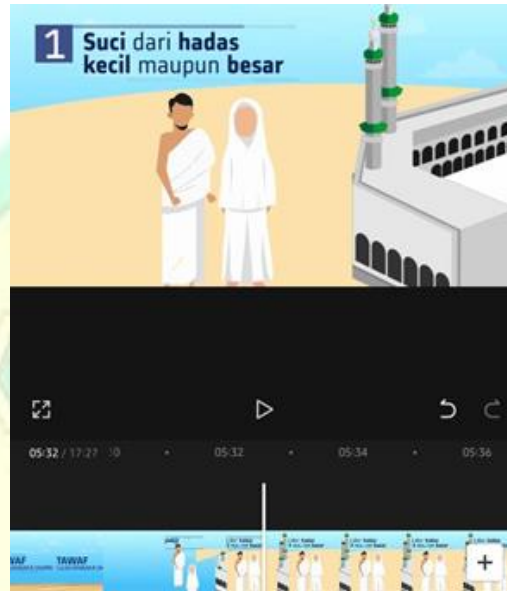 1 Suci dari hadas
kecil maupun besar
05:32 / 17:27
05:32
05:34
05:36
TAWAF
+